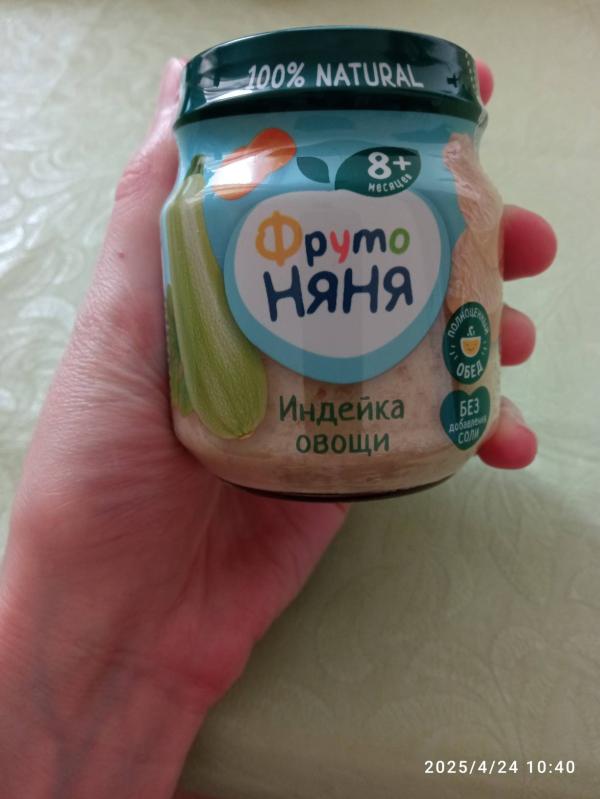 100% NATURAL
8+
месяцев
Фруто
НЯНЯ
ПОЛНОЦЕННЫЙ
ОБЕД
БЕЗ
добавления
СОЛИ
Индейка
овощи
2025/4/24 10:40